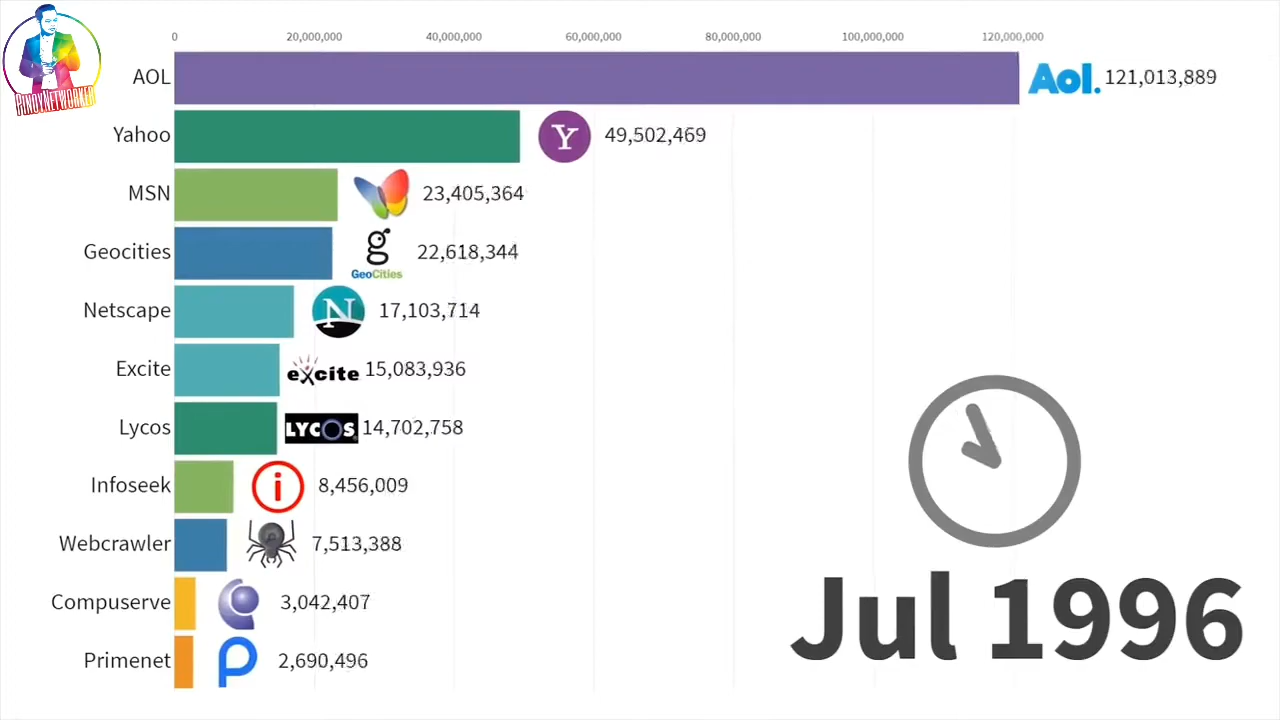 0 20,000,000 40,000,000 60,000,000 80,000,000 100,000,000 120,000,000
PINOYNETWORKER
AOL Aol. 121,013,889
Yahoo Y 49,502,469
MSN 23,405,364
Geocities g GeoCities 22,618,344
Netscape N 17,103,714
Excite excite 15,083,936
Lycos LYCOS 14,702,758
Infoseek i 8,456,009
Webcrawler 7,513,388
Compuserve 3,042,407
Primenet P 2,690,496
Jul 1996